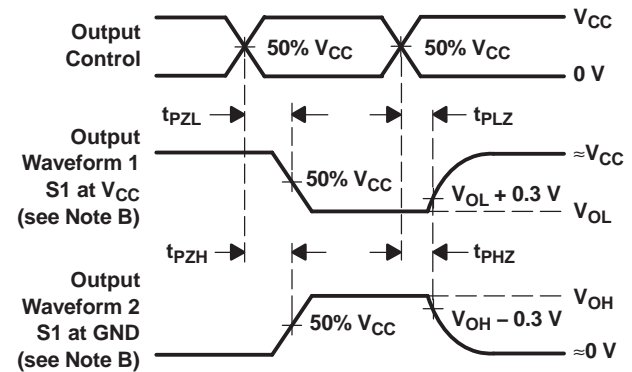 Output
Control
50% VCC
50% VCC
VCC
0 V
tPZL
tPLZ
Output
Waveform 1
S1 at VCC
(see Note B)
50% VCC
VOL + 0.3 V
≈VCC
VOL
tPZH
tPHZ
Output
Waveform 2
S1 at GND
(see Note B)
50% VCC
VOH
VOH – 0.3 V
≈0 V